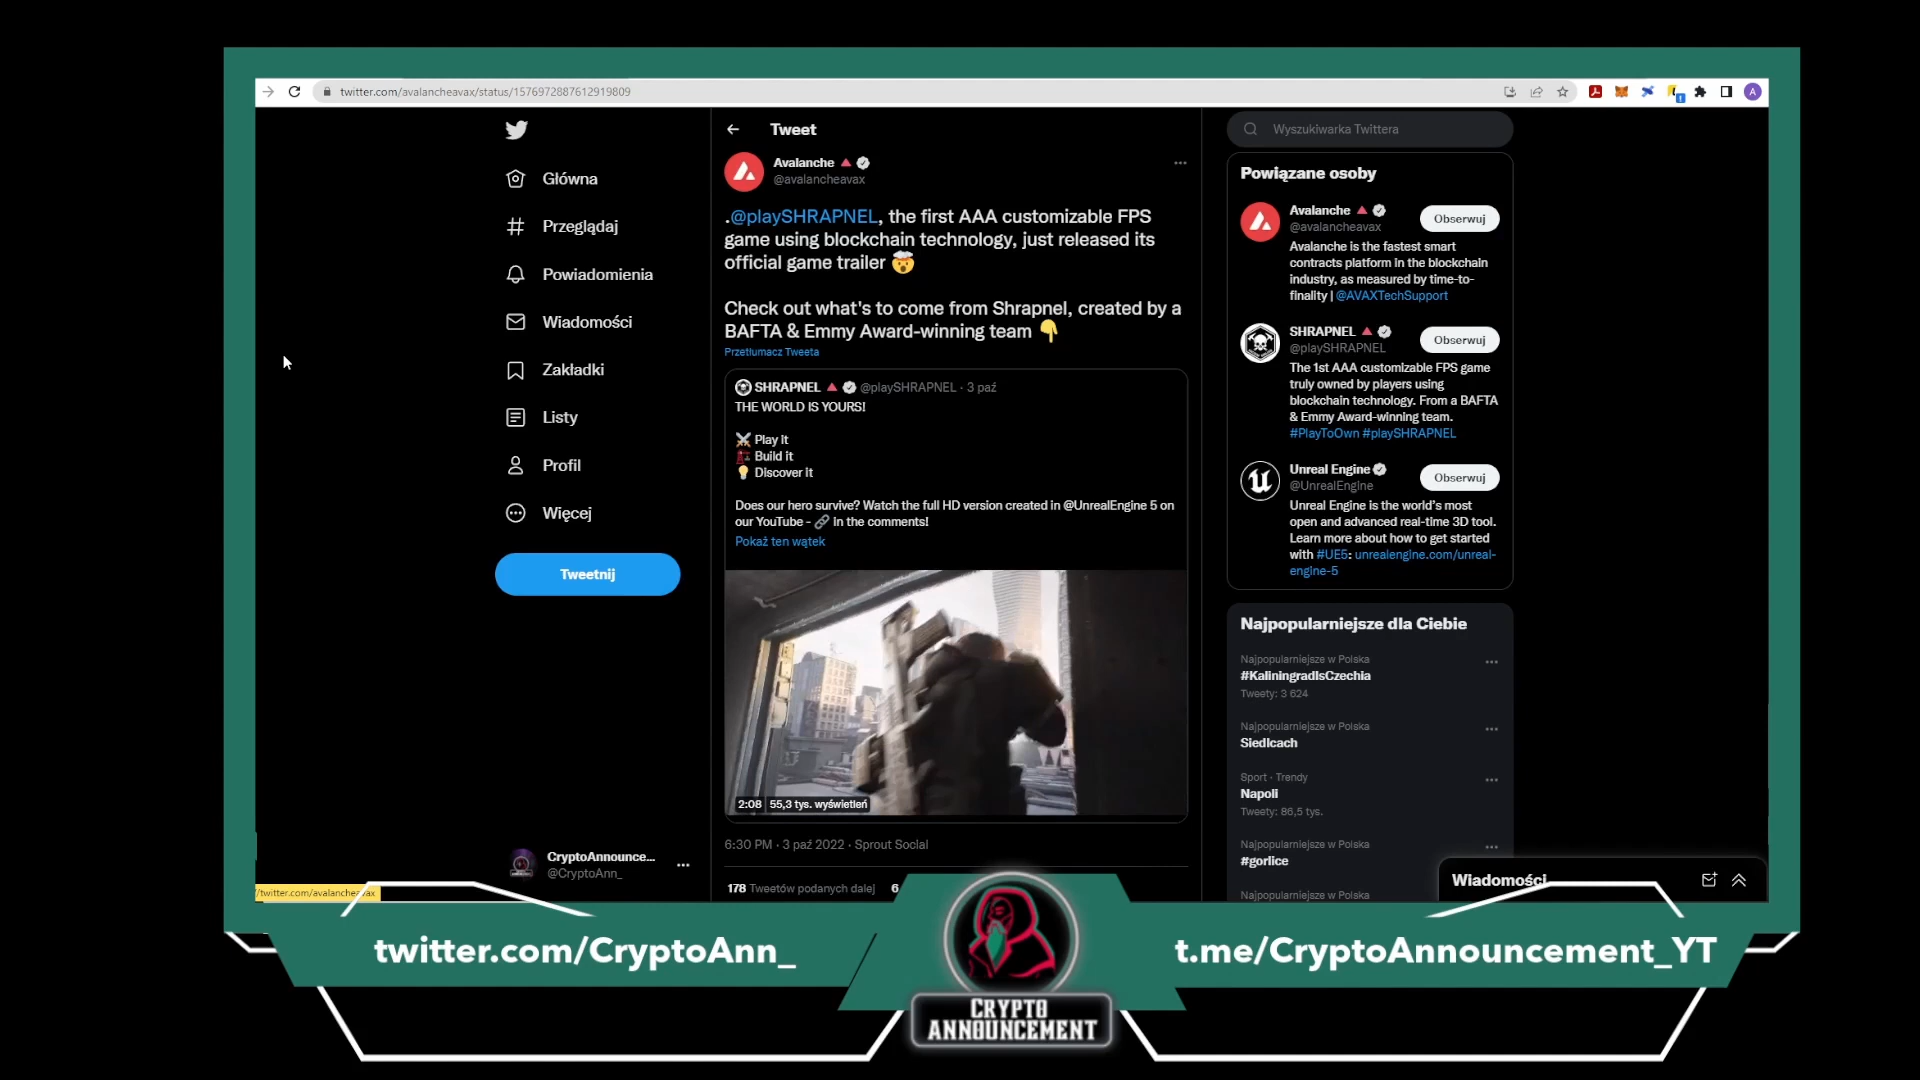 twitter.com/avalancheavax/status/1576972887612919809
A
Główna
Przeglądaj
Powiadomienia
Wiadomości
Zakładki
Listy
Profil
Więcej
Tweetnij
CryptoAnnounce...
@CryptoAnn_
/twitter.com/avalancheavax
Tweet
Avalanche
@avalancheavax
.@playSHRAPNEL, the first AAA customizable FPS
game using blockchain technology, just released its
official game trailer 🤯
Check out what's to come from Shrapnel, created by a
BAFTA & Emmy Award-winning team 👇
Przetłumacz Tweeta
SHRAPNEL 🔺 @playSHRAPNEL · 3 paź
THE WORLD IS YOURS!
⚔️ Play it
Build it
💡 Discover it
Does our hero survive? Watch the full HD version created in @UnrealEngine 5 on
our YouTube - 🔗 in the comments!
Pokaż ten wątek
2:08 55,3 tys. wyświetleń
6:30 PM · 3 paź 2022 · Sprout Social
178 Tweetów podanych dalej 6
Wyszukiwarka Twittera
Powiązane osoby
Avalanche
@avalancheavax
Obserwuj
Avalanche is the fastest smart
contracts platform in the blockchain
industry, as measured by time-to-
finality | @AVAXTechSupport
SHRAPNEL
@playSHRAPNEL
Obserwuj
The 1st AAA customizable FPS game
truly owned by players using
blockchain technology. From a BAFTA
& Emmy Award-winning team.
#PlayToOwn #playSHRAPNEL
Unreal Engine
@UnrealEngine
Obserwuj
Unreal Engine is the world's most
open and advanced real-time 3D tool.
Learn more about how to get started
with #UE5: unrealengine.com/unreal-
engine-5
Najpopularniejsze dla Ciebie
Najpopularniejsze w Polska
#KaliningradIsCzechia
Tweety: 3 624
Najpopularniejsze w Polska
Siedlcach
Sport · Trendy
Napoli
Tweety: 86,5 tys.
Najpopularniejsze w Polska
#gorlice
Najpopularniejsze w Polska
Wiadomości
twitter.com/CryptoAnn_
t.me/CryptoAnnouncement_YT
CRYPTO
ANNOUNCEMENT